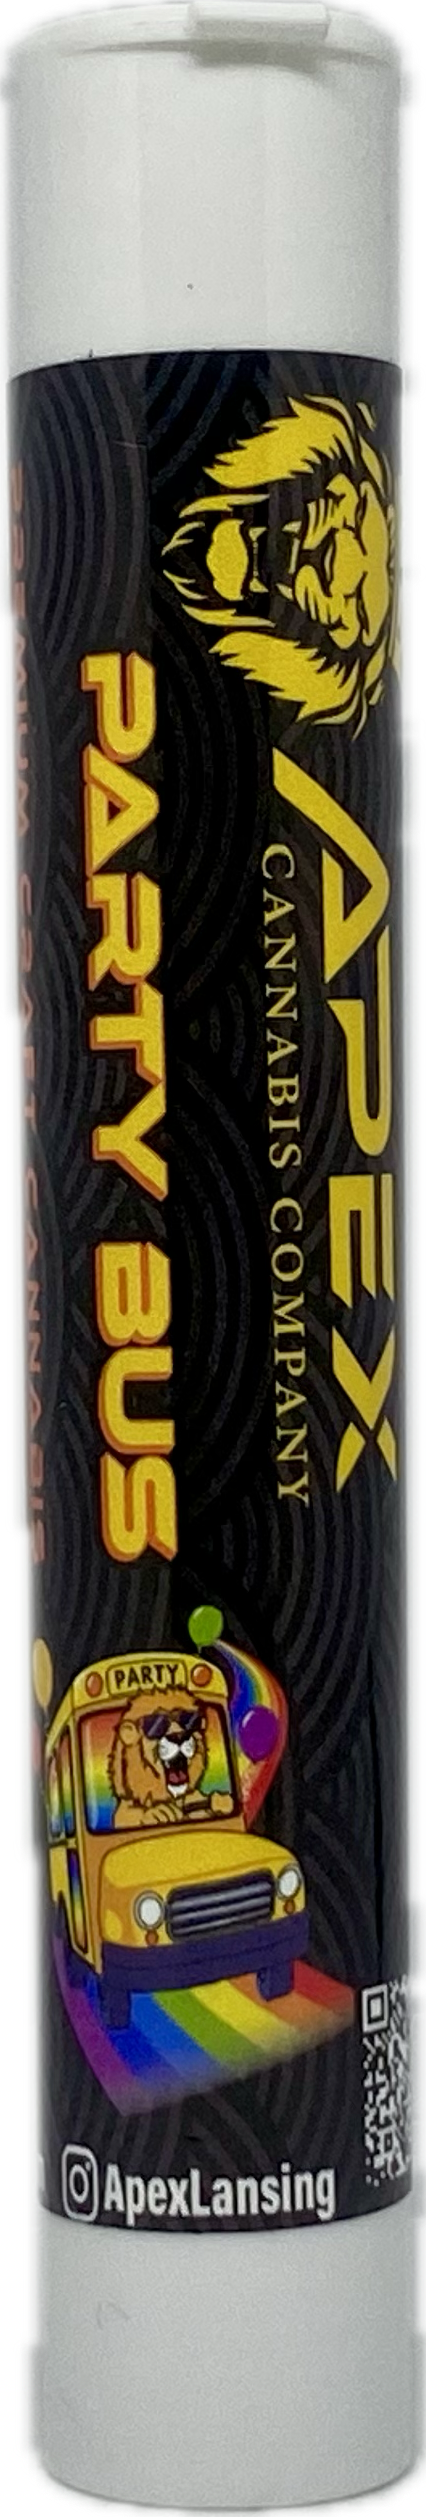 APEX
CANNABIS COMPANY
PARTY BUS
PREMIUM CRAFT CANNABIS
PARTY
ApexLansing